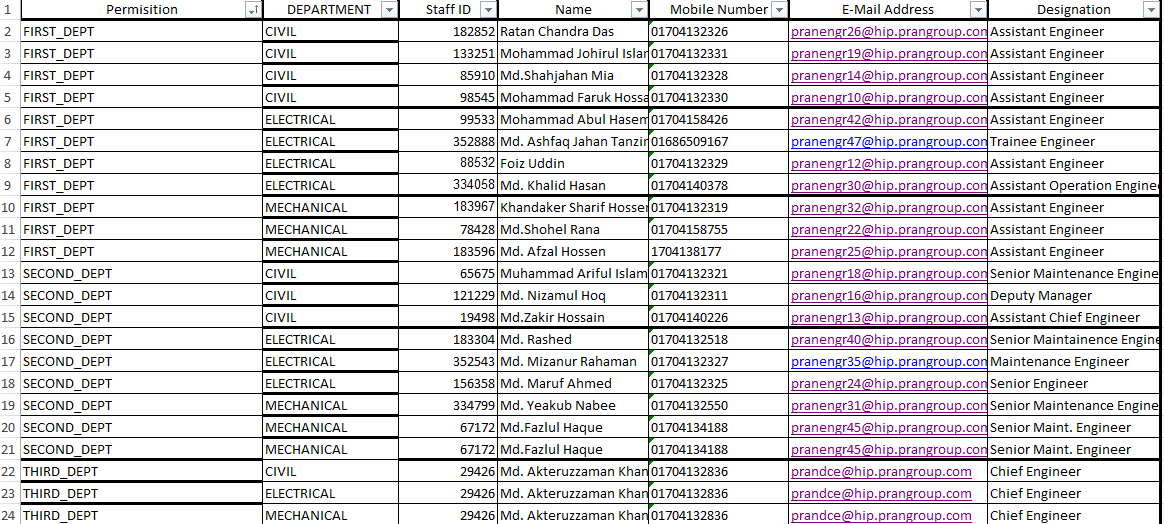 1 Permisition DEPARTMENT Staff ID Name Mobile Number E-Mail Address Designation
2 FIRST_DEPT CIVIL 182852 Ratan Chandra Das 01704132326 pranengr26@hip.prangroup.con Assistant Engineer
3 FIRST_DEPT CIVIL 133251 Mohammad Johirul Islar 01704132331 pranengr19@hip.prangroup.con Assistant Engineer
4 FIRST_DEPT CIVIL 85910 Md.Shahjahan Mia 01704132328 pranengr14@hip.prangroup.con Assistant Engineer
5 FIRST_DEPT CIVIL 98545 Mohammad Faruk Hossa 01704132330 pranengr10@hip.prangroup.con Assistant Engineer
6 FIRST_DEPT ELECTRICAL 99533 Mohammad Abul Hasem 01704158426 pranengr42@hip.prangroup.con Assistant Engineer
7 FIRST_DEPT ELECTRICAL 352888 Md. Ashfaq Jahan Tanzin 01686509167 pranengr47@hip.prangroup.con Trainee Engineer
8 FIRST_DEPT ELECTRICAL 88532 Foiz Uddin 01704132329 pranengr12@hip.prangroup.con Assistant Engineer
9 FIRST_DEPT ELECTRICAL 334058 Md. Khalid Hasan 01704140378 pranengr30@hip.prangroup.con Assistant Operation Enginee
10 FIRST_DEPT MECHANICAL 183967 Khandaker Sharif Hosser 01704132319 pranengr32@hip.prangroup.con Assistant Engineer
11 FIRST_DEPT MECHANICAL 78428 Md.Shohel Rana 01704158755 pranengr22@hip.prangroup.con Assistant Engineer
12 FIRST_DEPT MECHANICAL 183596 Md. Afzal Hossen 1704138177 pranengr25@hip.prangroup.con Assistant Engineer
13 SECOND_DEPT CIVIL 65675 Muhammad Ariful Islam 01704132321 pranengr18@hip.prangroup.con Senior Maintenance Engine
14 SECOND_DEPT CIVIL 121229 Md. Nizamul Hoq 01704132311 pranengr16@hip.prangroup.con Deputy Manager
15 SECOND_DEPT CIVIL 19498 Md.Zakir Hossain 01704140226 pranengr13@hip.prangroup.con Assistant Chief Engineer
16 SECOND_DEPT ELECTRICAL 183304 Md. Rashed 01704132518 pranengr40@hip.prangroup.con Senior Maintainence Engine
17 SECOND_DEPT ELECTRICAL 352543 Md. Mizanur Rahaman 01704132327 pranengr35@hip.prangroup.con Maintenance Engineer
18 SECOND_DEPT ELECTRICAL 156358 Md. Maruf Ahmed 01704132325 pranengr24@hip.prangroup.con Senior Engineer
19 SECOND_DEPT MECHANICAL 334799 Md. Yeakub Nabee 01704132550 pranengr31@hip.prangroup.con Senior Maintenance Engine
20 SECOND_DEPT MECHANICAL 67172 Md.Fazlul Haque 01704134188 pranengr45@hip.prangroup.con Senior Maint. Engineer
21 SECOND_DEPT MECHANICAL 67172 Md.Fazlul Haque 01704134188 pranengr45@hip.prangroup.con Senior Maint. Engineer
22 THIRD_DEPT CIVIL 29426 Md. Akteruzzaman Khan 01704132836 prandce@hip.prangroup.com Chief Engineer
23 THIRD_DEPT ELECTRICAL 29426 Md. Akteruzzaman Khan 01704132836 prandce@hip.prangroup.com Chief Engineer
24 THIRD_DEPT MECHANICAL 29426 Md. Akteruzzaman Khan 01704132836 prandce@hip.prangroup.com Chief Engineer